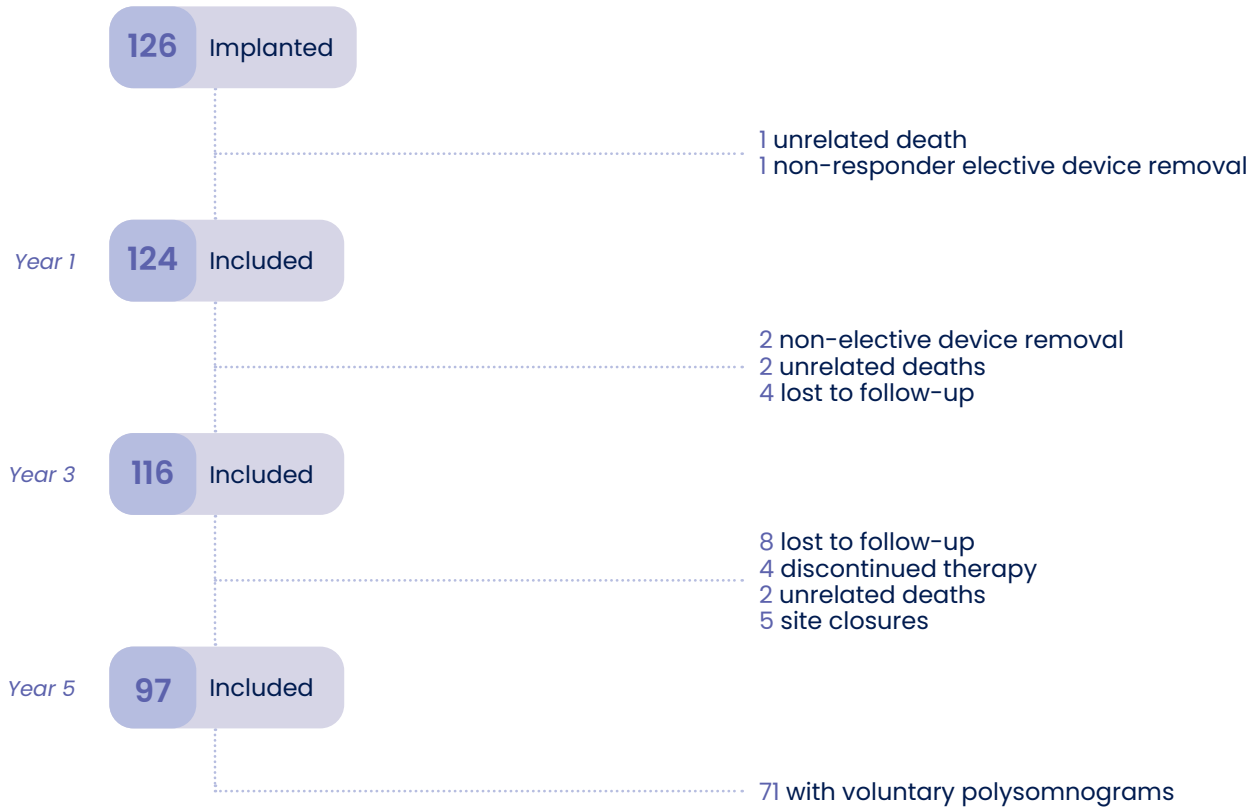 126 Implanted
1 unrelated death
1 non-responder elective device removal
Year 1 124 Included
2 non-elective device removal
2 unrelated deaths
4 lost to follow-up
Year 3 116 Included
8 lost to follow-up
4 discontinued therapy
2 unrelated deaths
5 site closures
Year 5 97 Included
71 with voluntary polysomnograms